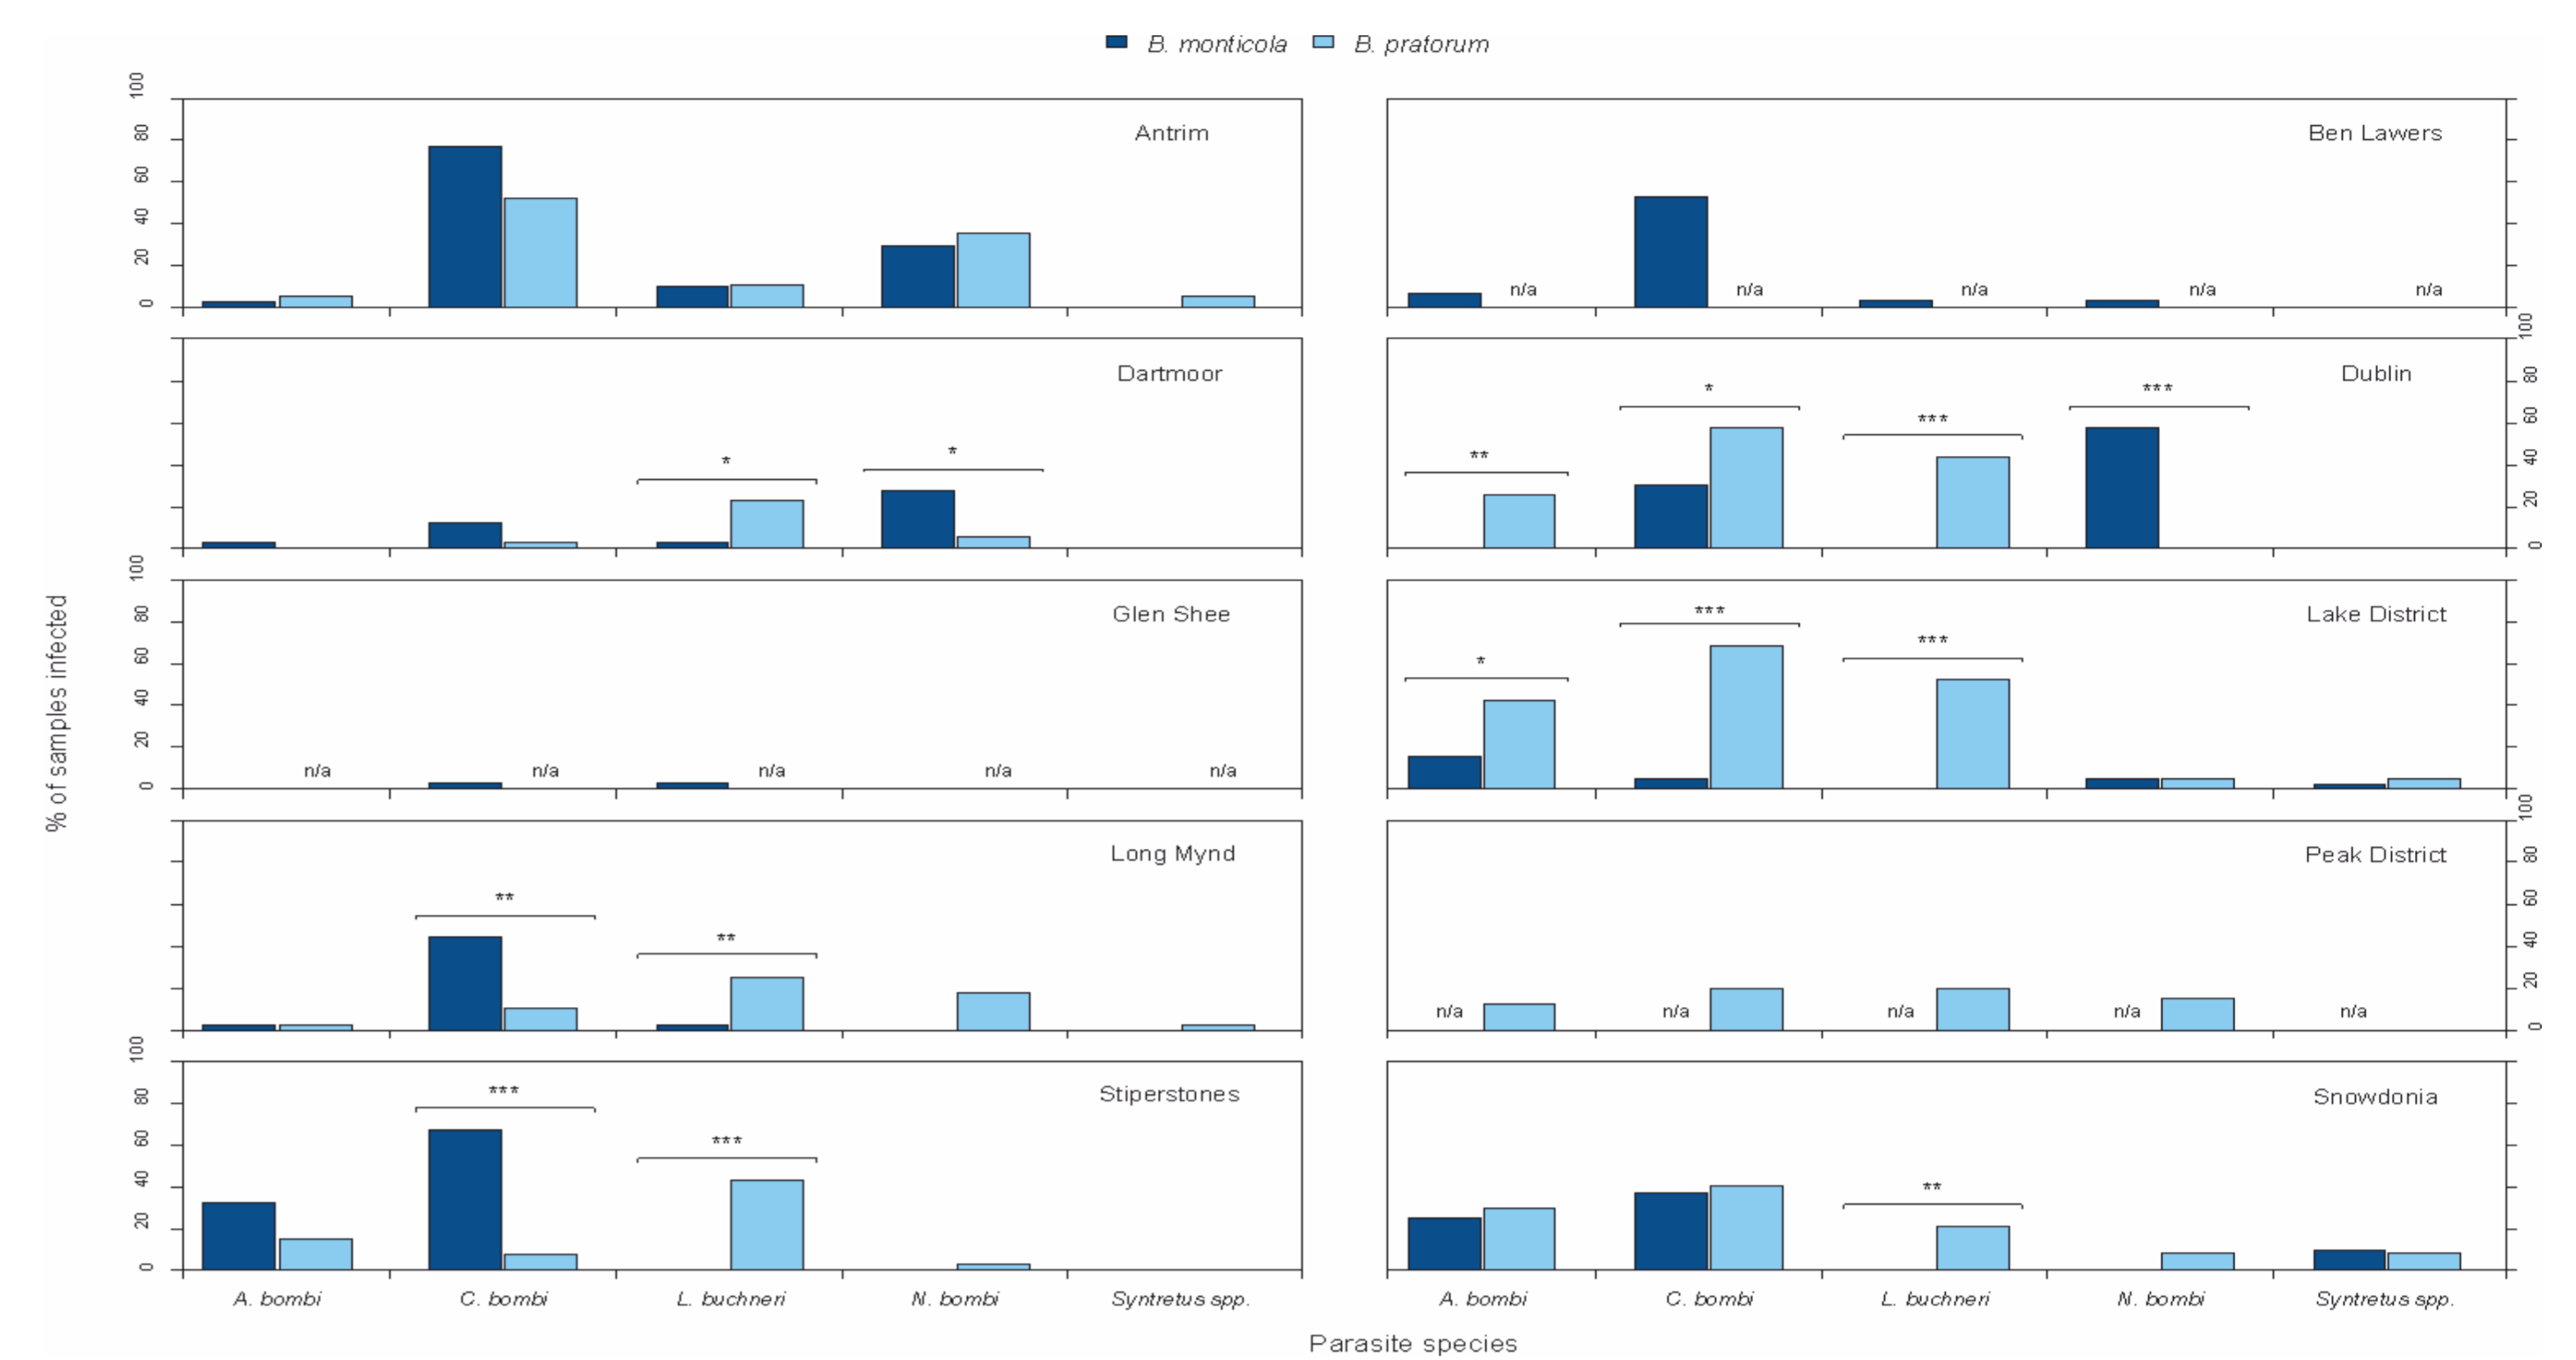 B. monticola B. pratorum
100
80
60
40
20
0
Antrim
Ben Lawers
n/a n/a n/a n/a n/a
Dartmoor
* *
Dublin
** * *** ***
100
80
60
40
20
0
% of samples infected
100
80
60
40
20
0
Glen Shee
n/a n/a n/a n/a n/a
Lake District
* *** ***
Long Mynd
** **
Peak District
n/a n/a n/a n/a n/a
100
80
60
40
20
0
100
80
60
40
20
0
Stiperstones
*** ***
Snowdonia
**
A. bombi C. bombi L. buchneri N. bombi Syntretus spp.
A. bombi C. bombi L. buchneri N. bombi Syntretus spp.
Parasite species